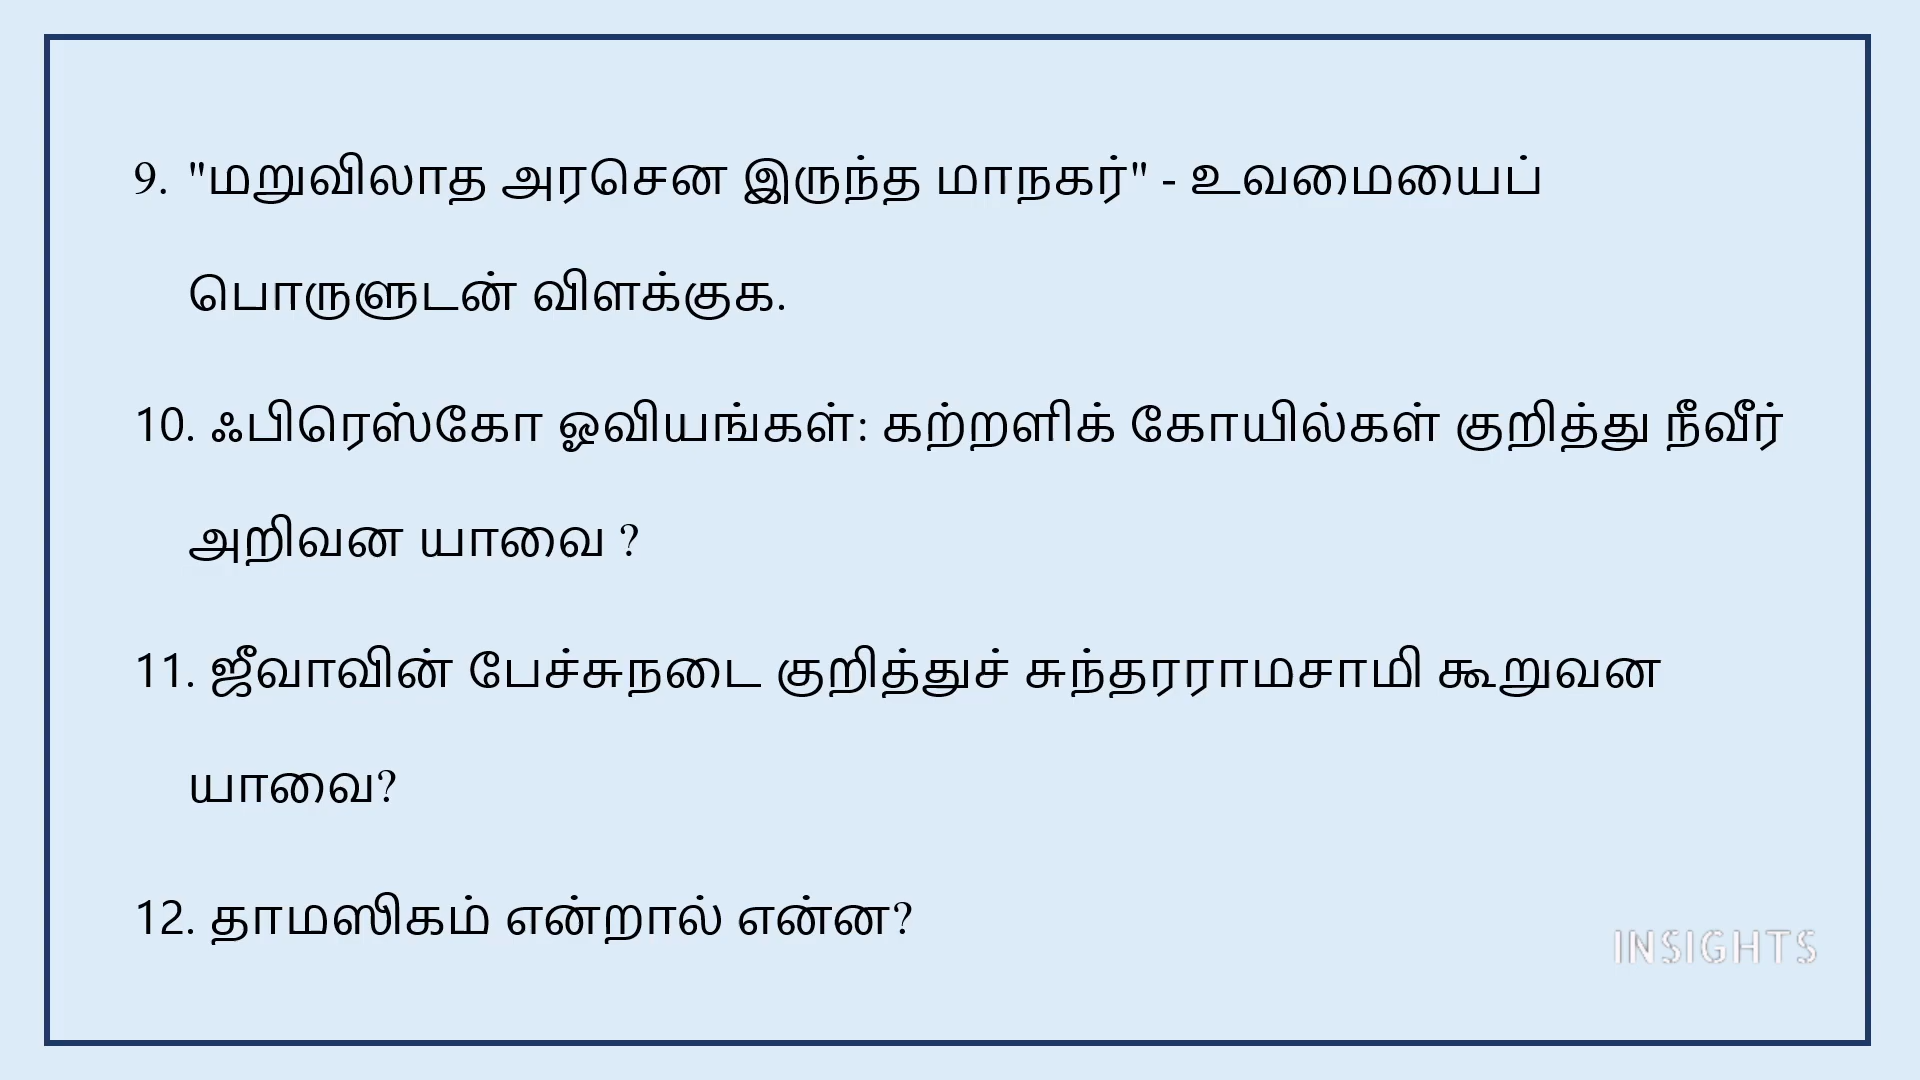 9. "மறுவிலாத அரசென இருந்த மாநகர்" - உவமையைப்
பொருளுடன் விளக்குக.
10. ஃபிரெஸ்கோ ஓவியங்கள்: கற்றளிக் கோயில்கள் குறித்து நீவீர்
அறிவன யாவை ?
11. ஜீவாவின் பேச்சுநடை குறித்துச் சுந்தரராமசாமி கூறுவன
யாவை?
12. தாமஸிகம் என்றால் என்ன?
INSIGHTS